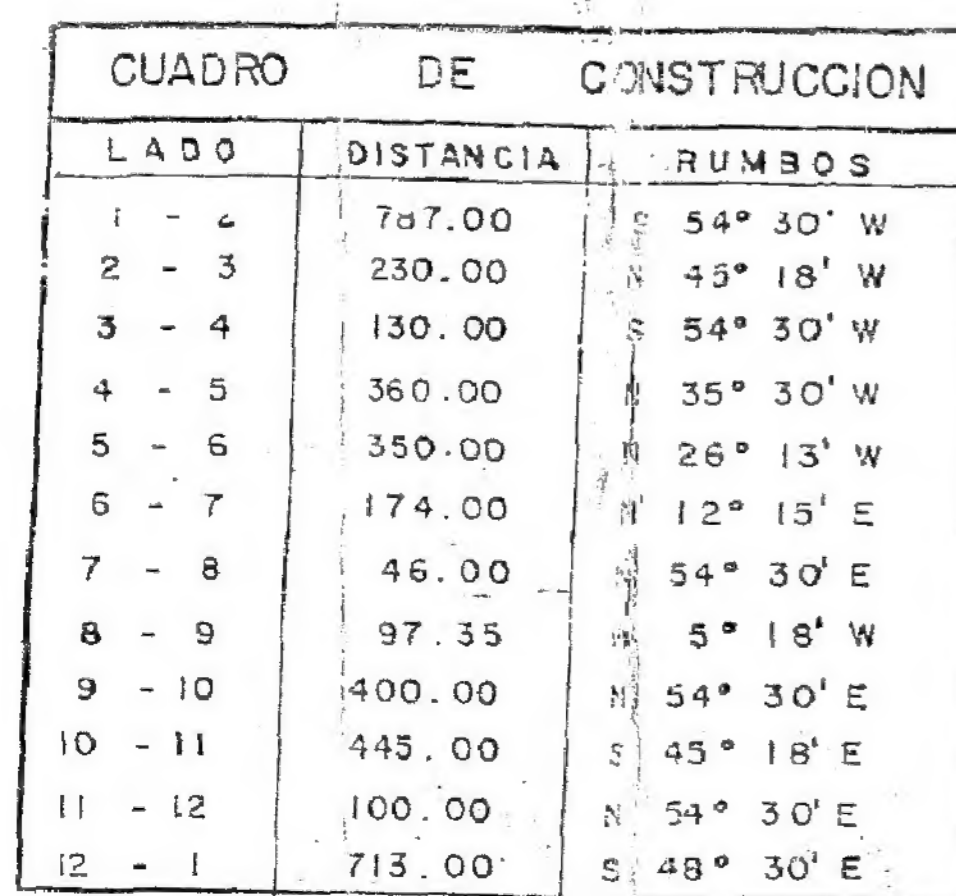 CUADRO DE CONSTRUCCION
LADO DISTANCIA RUMBOS
1 - 2 787.00 S 54° 30' W
2 - 3 230.00 N 45° 18' W
3 - 4 130.00 S 54° 30' W
4 - 5 360.00 N 35° 30' W
5 - 6 350.00 N 26° 13' W
6 - 7 174.00 N 12° 15' E
7 - 8 46.00 N 54° 30' E
8 - 9 97.35 N 5° 18' W
9 - 10 400.00 N 54° 30' E
10 - 11 445.00 S 45° 18' E
11 - 12 100.00 N 54° 30' E
12 - 1 713.00 S 48° 30' E